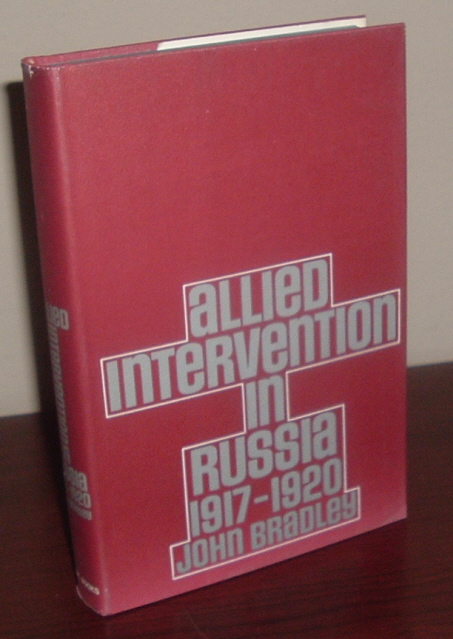 ALLIED
INTERVENTION
IN
RUSSIA
1917-1920
JOHN BRADLEY